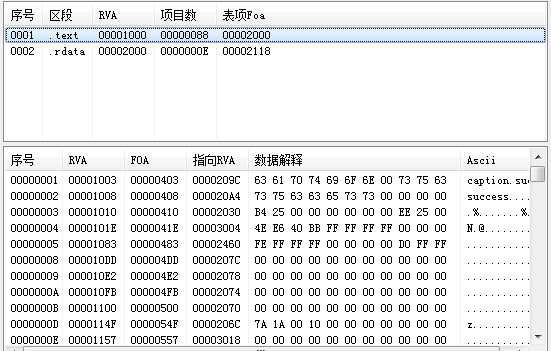 序号 区段 RVA 项目数 表项Foa
0001 .text 00001000 00000088 00002000
0002 .rdata 00002000 0000000E 00002118
序号 RVA FOA 指向RVA 数据解释 Ascii
00000001 00001003 00000403 0000209C 63 61 70 74 69 6F 6E 00 73 75 63 caption.suc
00000002 00001008 00000408 000020A4 73 75 63 63 65 73 73 00 00 00 00 success....
00000003 00001010 00000410 00002030 B4 25 00 00 00 00 00 00 EE 25 00 .%.......%.
00000004 0000101E 0000041E 00003004 4E E6 40 BB FF FF FF FF 00 00 00 N.@........
00000005 00001083 00000483 00002460 FE FF FF FF 00 00 00 00 D0 FF FF ...........
00000008 000010DD 000004DD 0000207C 00 00 00 00 00 00 00 00 00 00 00 ...........
00000009 000010E2 000004E2 00002078 00 00 00 00 00 00 00 00 00 00 00 ...........
0000000A 000010FB 000004FB 00002074 00 00 00 00 00 00 00 00 00 00 00 ...........
0000000B 00001100 00000500 00002070 00 00 00 00 00 00 00 00 00 00 00 ...........
0000000D 0000114F 0000054F 0000206C 7A 1A 00 10 00 00 00 00 00 00 00 z..........
0000000E 00001157 00000557 00003018 00 00 00 00 00 00 00 00 00 00 00 ...........